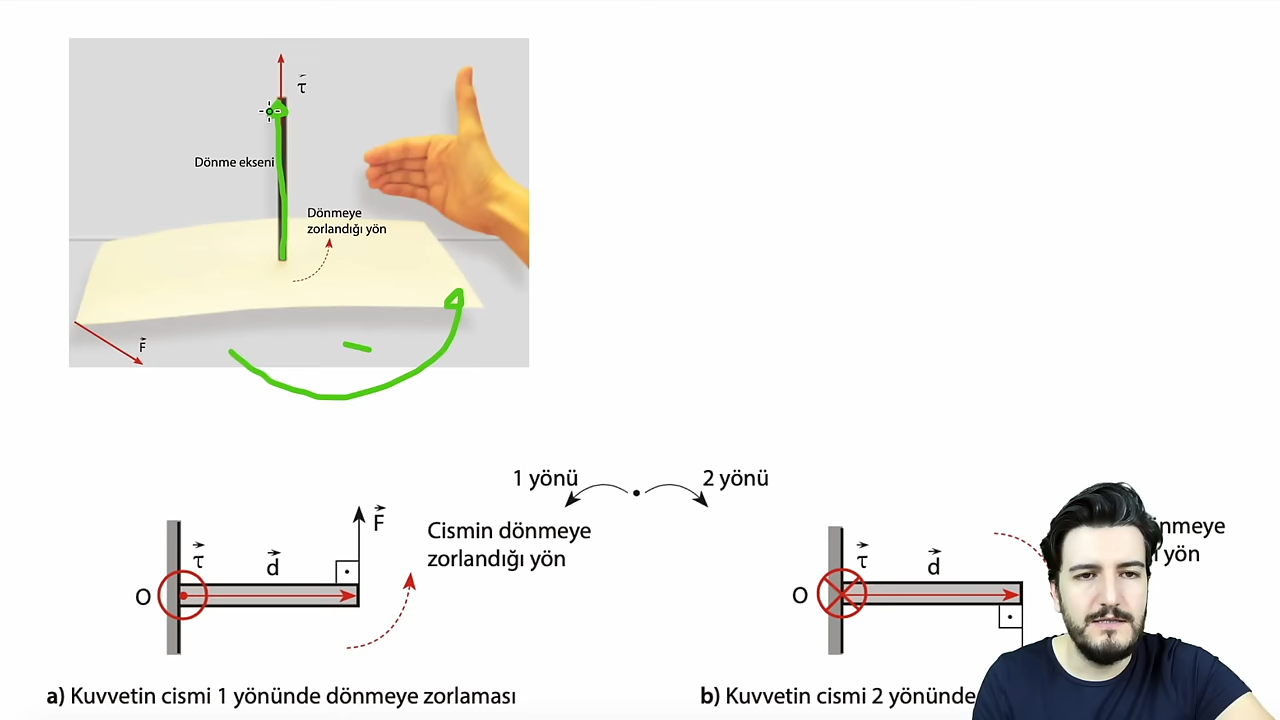 τ⃗
Dönme ekseni
Dönmeye
zorlandığı yön
F⃗
1 yönü
2 yönü
F⃗
Cismin dönmeye
zorlandığı yön
τ⃗
d⃗
O
a) Kuvvetin cismi 1 yönünde dönmeye zorlaması
τ⃗
d⃗
O
yön
b) Kuvvetin cismi 2 yönünde